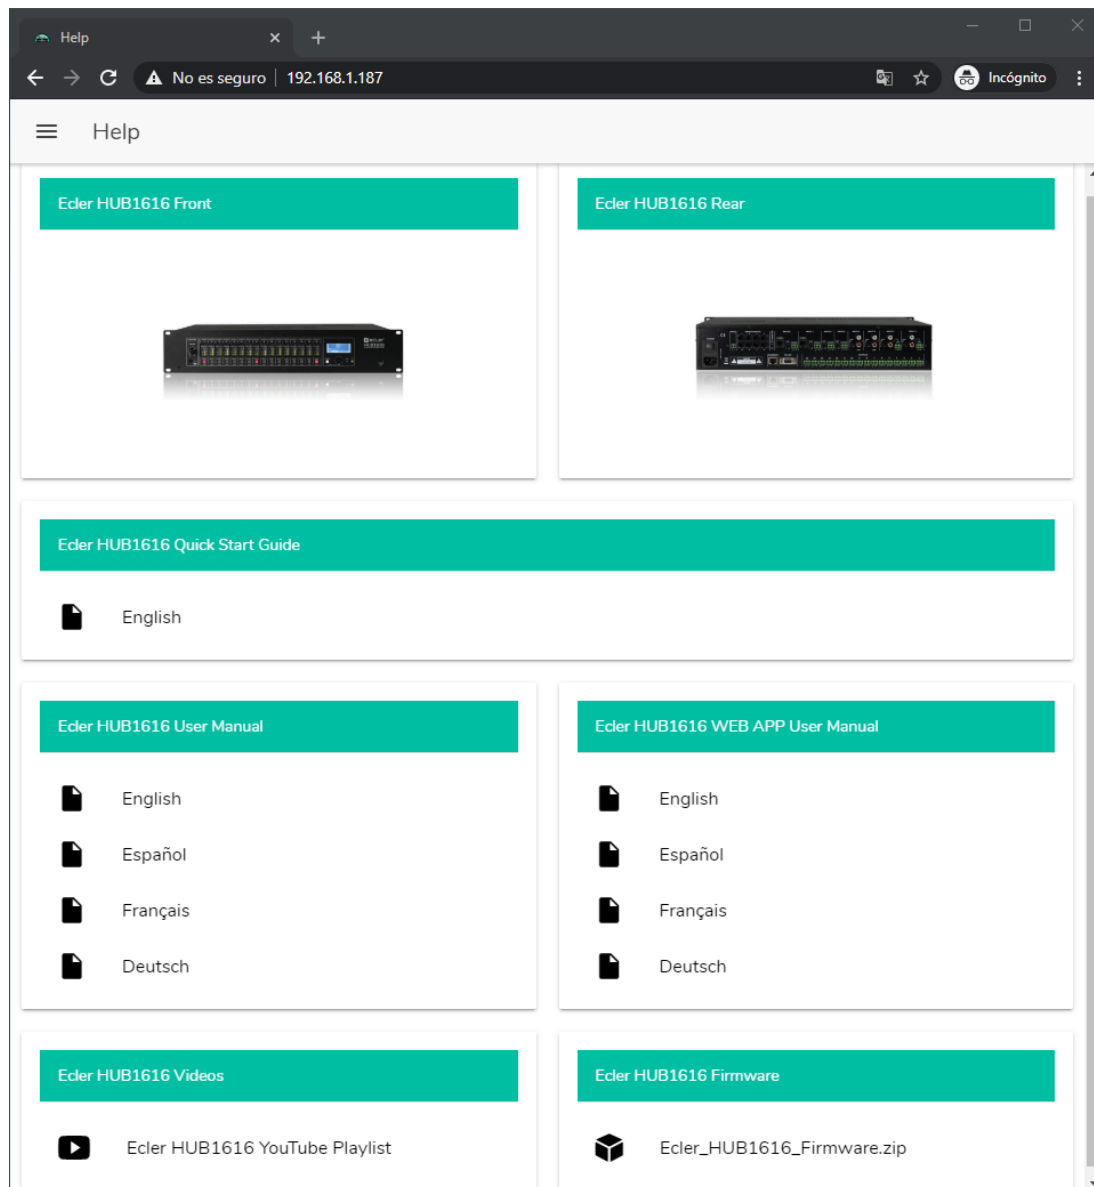 Help
No es seguro
192.168.1.187
Incógnito
Help
Ecler HUB1616 Front
Ecler HUB1616 Rear
ECLER
Ecler HUB1616 Quick Start Guide
English
Ecler HUB1616 User Manual
English
Español
Français
Deutsch
Ecler HUB1616 WEB APP User Manual
English
Español
Français
Deutsch
Ecler HUB1616 Videos
Ecler HUB1616 YouTube Playlist
Ecler HUB1616 Firmware
Ecler_HUB1616_Firmware.zip